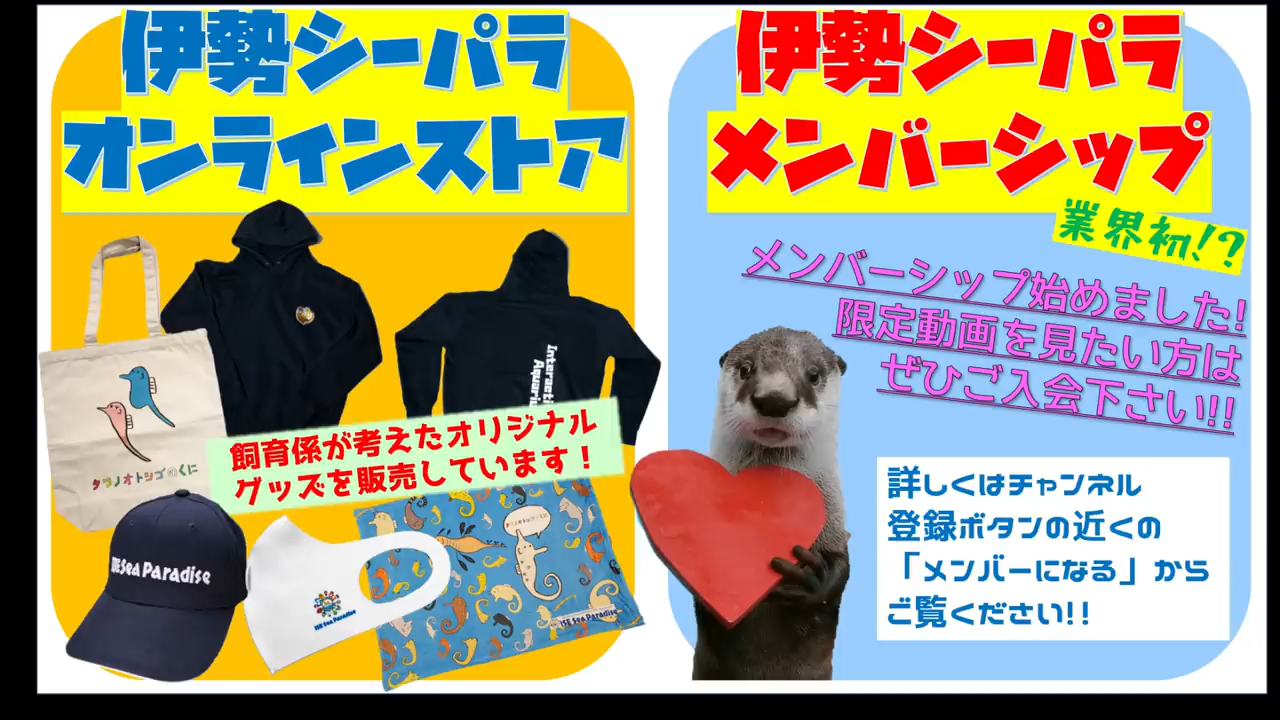 伊勢シーパラ
オンラインストア
Interacti
Aquari
タツノオトシゴのくに
飼育係が考えたオリジナル
グッズを販売しています！
ISE Sea Paradise
ISE Sea Paradise
ISE Sea Paradise
伊勢シーパラ
メンバーシップ
業界初!?
メンバーシップ始めました!
限定動画を見たい方は
ぜひご入会下さい!!
詳しくはチャンネル
登録ボタンの近くの
「メンバーになる」から
ご覧ください!!